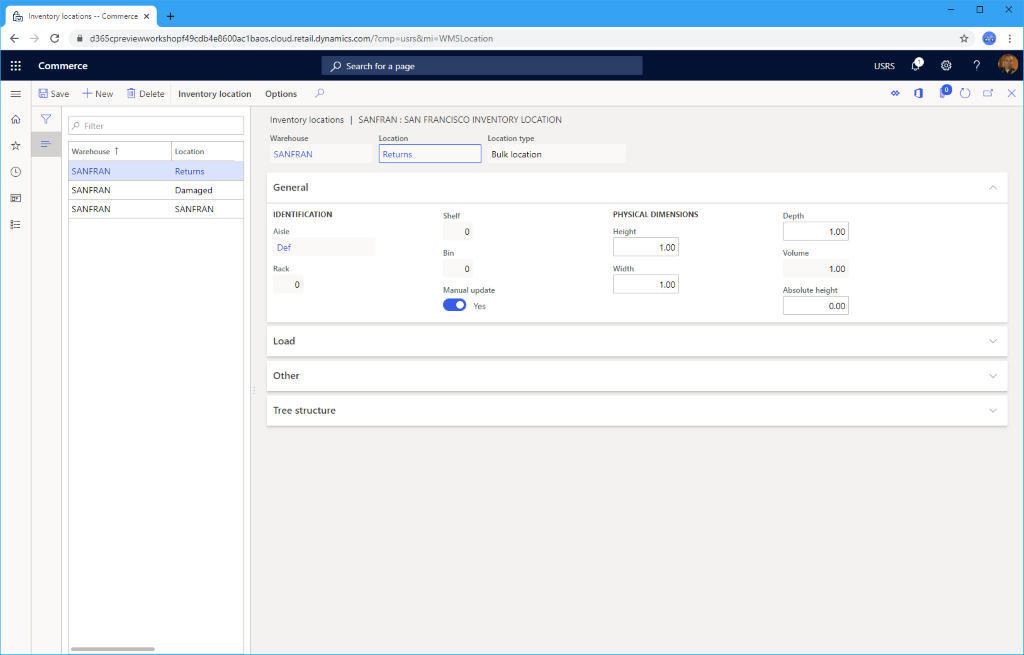 Inventory locations -- Commerce
d365cpreviewworkshopf49cdb4e8600ac1baos.cloud.retail.dynamics.com/?cmp=usrs&mi=WMSLocation
Commerce
Search for a page
USRS
1
?
Save
New
Delete
Inventory location
Options
0
Filter
Warehouse
Location
SANFRAN Returns
SANFRAN Damaged
SANFRAN SANFRAN
Inventory locations | SANFRAN : SAN FRANCISCO INVENTORY LOCATION
Warehouse
SANFRAN
Location
Returns
Location type
Bulk location
General
IDENTIFICATION
Aisle
Def
Rack
0
Shelf
0
Bin
0
Manual update
Yes
PHYSICAL DIMENSIONS
Height
1.00
Width
1.00
Depth
1.00
Volume
1.00
Absolute height
0.00
Load
Other
Tree structure